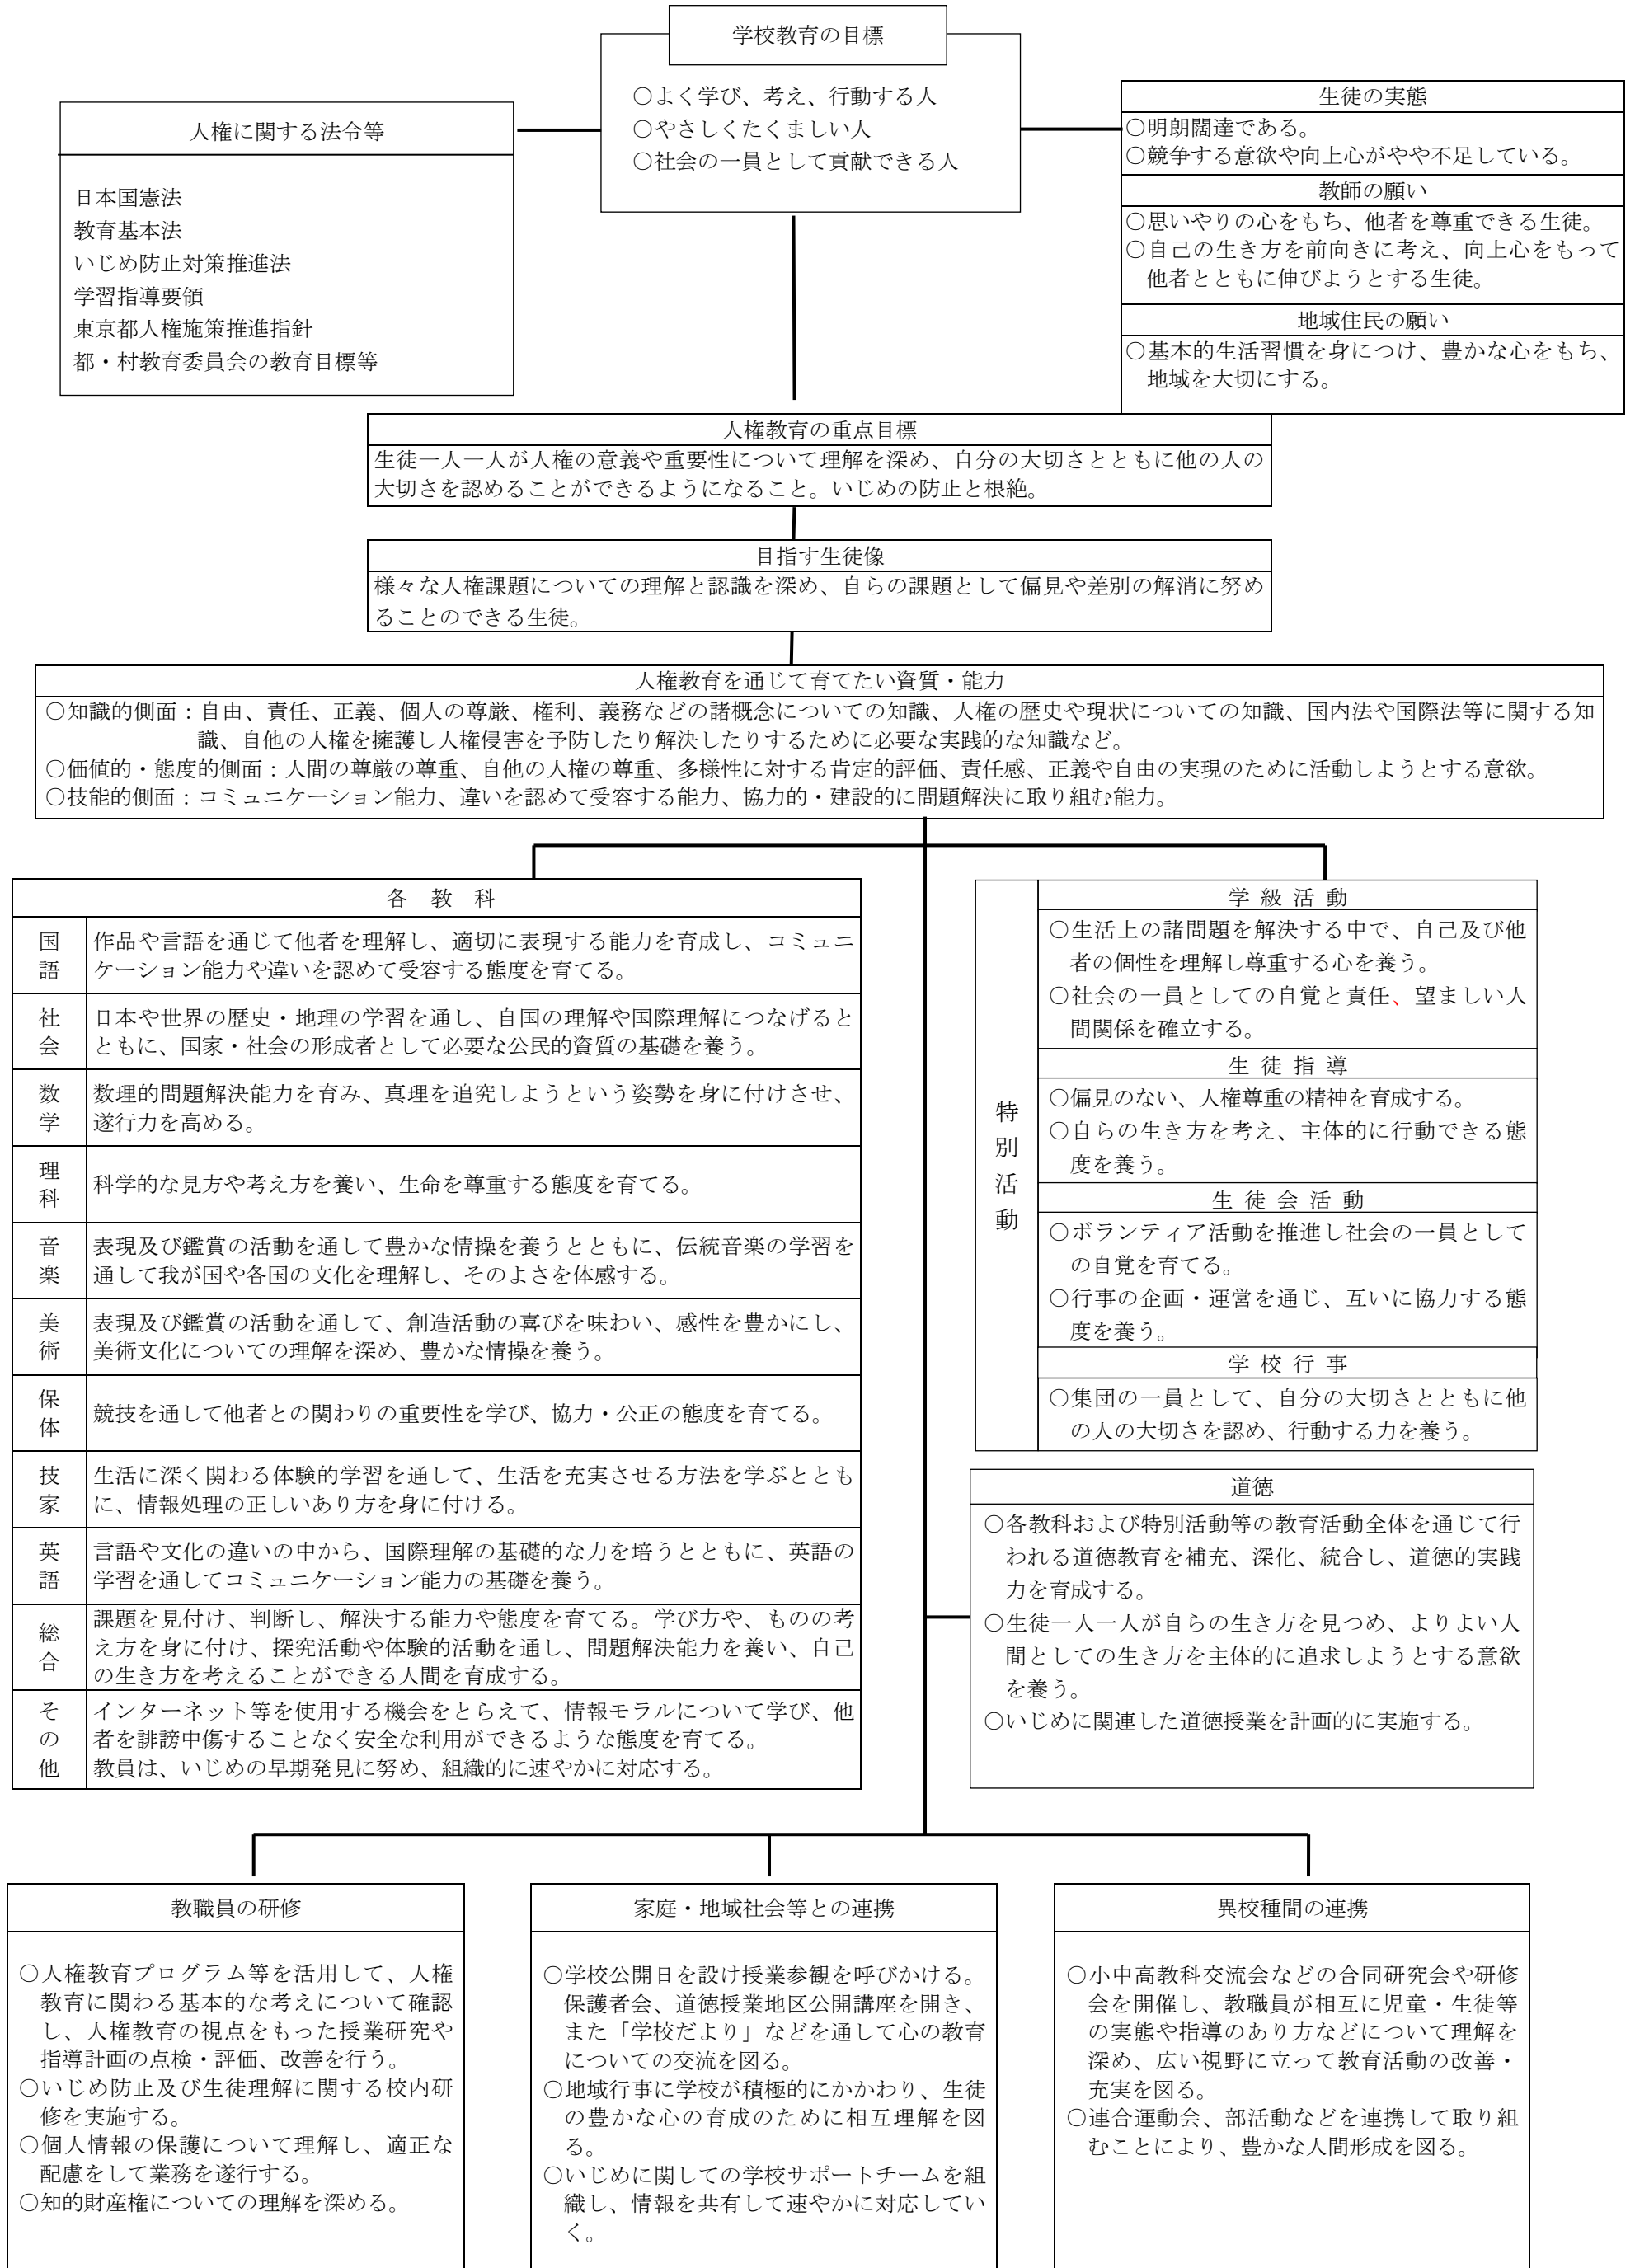 学校教育の目標
○よく学び、考え、行動する人
○やさしくたくましい人
○社会の一員として貢献できる人
人権に関する法令等
日本国憲法
教育基本法
いじめ防止対策推進法
学習指導要領
東京都人権施策推進指針
都・村教育委員会の教育目標等
生徒の実態
○明朗闊達である。
○競争する意欲や向上心がやや不足している。
教師の願い
○思いやりの心をもち、他者を尊重できる生徒。
○自己の生き方を前向きに考え、向上心をもって
他者とともに伸びようとする生徒。
地域住民の願い
○基本的生活習慣を身につけ、豊かな心をもち、
地域を大切にする。
人権教育の重点目標
生徒一人一人が人権の意義や重要性について理解を深め、自分の大切さとともに他の人の
大切さを認めることができるようになること。いじめの防止と根絶。
目指す生徒像
様々な人権課題についての理解と認識を深め、自らの課題として偏見や差別の解消に努め
ることのできる生徒。
人権教育を通じて育てたい資質・能力
○知識的側面：自由、責任、正義、個人の尊厳、権利、義務などの諸概念についての知識、人権の歴史や現状についての知識、国内法や国際法等に関する知
識、自他の人権を擁護し人権侵害を予防したり解決したりするために必要な実践的な知識など。
○価値的・態度的側面：人間の尊厳の尊重、自他の人権の尊重、多様性に対する肯定的評価、責任感、正義や自由の実現のために活動しようとする意欲。
○技能的側面：コミュニケーション能力、違いを認めて受容する能力、協力的・建設的に問題解決に取り組む能力。
各　教　科
国語
作品や言語を通じて他者を理解し、適切に表現する能力を育成し、コミュニ
ケーション能力や違いを認めて受容する態度を育てる。
社会
日本や世界の歴史・地理の学習を通し、自国の理解や国際理解につなげると
ともに、国家・社会の形成者として必要な公民的資質の基礎を養う。
数学
数理的問題解決能力を育み、真理を追究しようという姿勢を身に付けさせ、
遂行力を高める。
理科
科学的な見方や考え方を養い、生命を尊重する態度を育てる。
音楽
表現及び鑑賞の活動を通して豊かな情操を養うとともに、伝統音楽の学習を
通して我が国や各国の文化を理解し、そのよさを体感する。
美術
表現及び鑑賞の活動を通して、創造活動の喜びを味わい、感性を豊かにし、
美術文化についての理解を深め、豊かな情操を養う。
保体
競技を通して他者との関わりの重要性を学び、協力・公正の態度を育てる。
技家
生活に深く関わる体験的学習を通して、生活を充実させる方法を学ぶととも
に、情報処理の正しいあり方を身に付ける。
英語
言語や文化の違いの中から、国際理解の基礎的な力を培うとともに、英語の
学習を通してコミュニケーション能力の基礎を養う。
総合
課題を見付け、判断し、解決する能力や態度を育てる。学び方や、ものの考
え方を身に付け、探究活動や体験的活動を通し、問題解決能力を養い、自己
の生き方を考えることができる人間を育成する。
その他
インターネット等を使用する機会をとらえて、情報モラルについて学び、他
者を誹謗中傷することなく安全な利用ができるような態度を育てる。
教員は、いじめの早期発見に努め、組織的に速やかに対応する。
特別活動
学 級 活 動
○生活上の諸問題を解決する中で、自己及び他
者の個性を理解し尊重する心を養う。
○社会の一員としての自覚と責任、望ましい人
間関係を確立する。
生 徒 指 導
○偏見のない、人権尊重の精神を育成する。
○自らの生き方を考え、主体的に行動できる態
度を養う。
生 徒 会 活 動
○ボランティア活動を推進し社会の一員として
の自覚を育てる。
○行事の企画・運営を通じ、互いに協力する態
度を養う。
学 校 行 事
○集団の一員として、自分の大切さとともに他
の人の大切さを認め、行動する力を養う。
道徳
○各教科および特別活動等の教育活動全体を通じて行
われる道徳教育を補充、深化、統合し、道徳的実践
力を育成する。
○生徒一人一人が自らの生き方を見つめ、よりよい人
間としての生き方を主体的に追求しようとする意欲
を養う。
○いじめに関連した道徳授業を計画的に実施する。
教職員の研修
○人権教育プログラム等を活用して、人権
教育に関わる基本的な考えについて確認
し、人権教育の視点をもった授業研究や
指導計画の点検・評価、改善を行う。
○いじめ防止及び生徒理解に関する校内研
修を実施する。
○個人情報の保護について理解し、適正な
配慮をして業務を遂行する。
○知的財産権についての理解を深める。
家庭・地域社会等との連携
○学校公開日を設け授業参観を呼びかける。
保護者会、道徳授業地区公開講座を開き、
また「学校だより」などを通して心の教育
についての交流を図る。
○地域行事に学校が積極的にかかわり、生徒
の豊かな心の育成のために相互理解を図
る。
○いじめに関しての学校サポートチームを組
織し、情報を共有して速やかに対応してい
く。
異校種間の連携
○小中高教科交流会などの合同研究会や研修
会を開催し、教職員が相互に児童・生徒等
の実態や指導のあり方などについて理解を
深め、広い視野に立って教育活動の改善・
充実を図る。
○連合運動会、部活動などを連携して取り組
むことにより、豊かな人間形成を図る。